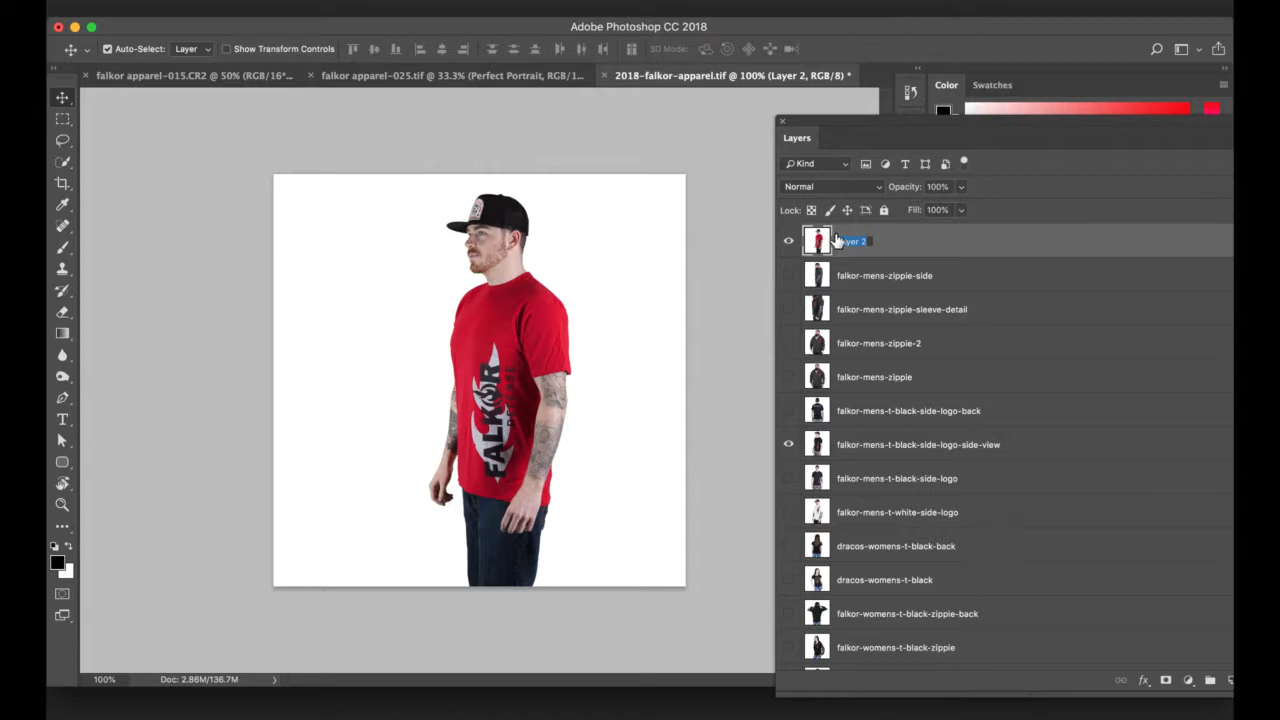 Adobe Photoshop CC 2018
Auto-Select: Layer Show Transform Controls 3D Mode:
falkor apparel-015.CR2 @ 50% (RGB/16*... falkor apparel-025.tif @ 33.3% (Perfect Portrait, RGB/1... 2018-falkor-apparel.tif @ 100% (Layer 2, RGB/8) *
Color Swatches
Layers
Kind
Normal Opacity: 100%
Lock: Fill: 100%
ayer 2
falkor-mens-zippie-side
falkor-mens-zippie-sleeve-detail
falkor-mens-zippie-2
falkor-mens-zippie
falkor-mens-t-black-side-logo-back
falkor-mens-t-black-side-logo-side-view
falkor-mens-t-black-side-logo
falkor-mens-t-white-side-logo
dracos-womens-t-black-back
dracos-womens-t-black
falkor-womens-t-black-zippie-back
falkor-womens-t-black-zippie
FALKOR
DEFENSE
100% Doc: 2.86M/136.7M